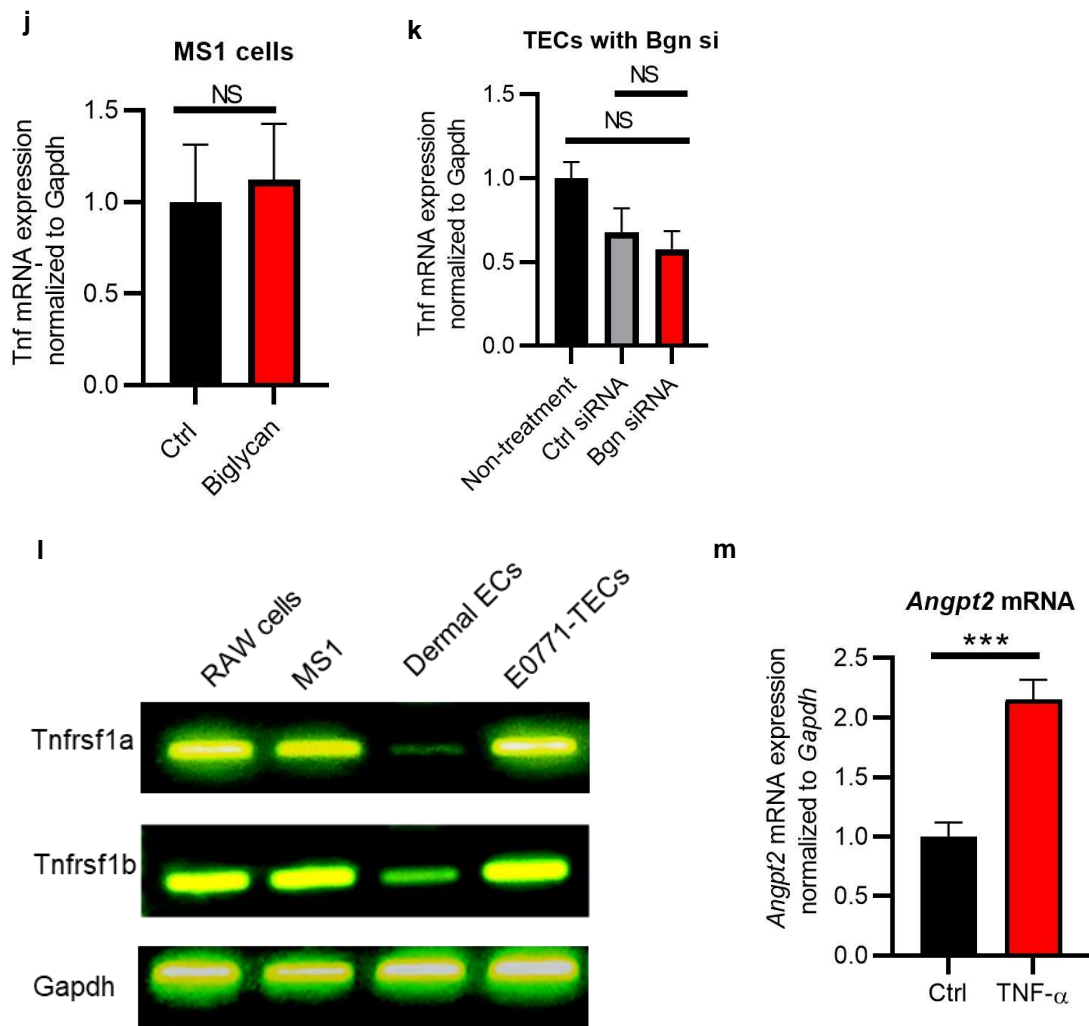 j
MS1 cells
NS
Tnf mRNA expression
normalized to Gapdh
1.5
1.0
0.5
0.0
Ctrl
Biglycan
k
TECs with Bgn si
NS
NS
Tnf mRNA expression
normalized to Gapdh
1.5
1.0
0.5
0.0
Non-treatment
Ctrl siRNA
Bgn siRNA
l
RAW cells
MS1
Dermal ECs
E0771-TECs
Tnfrsf1a
Tnfrsf1b
Gapdh
m
Angpt2 mRNA
***
Angpt2 mRNA expression
normalized to Gapdh
2.5
2.0
1.5
1.0
0.5
0.0
Ctrl
TNF-α